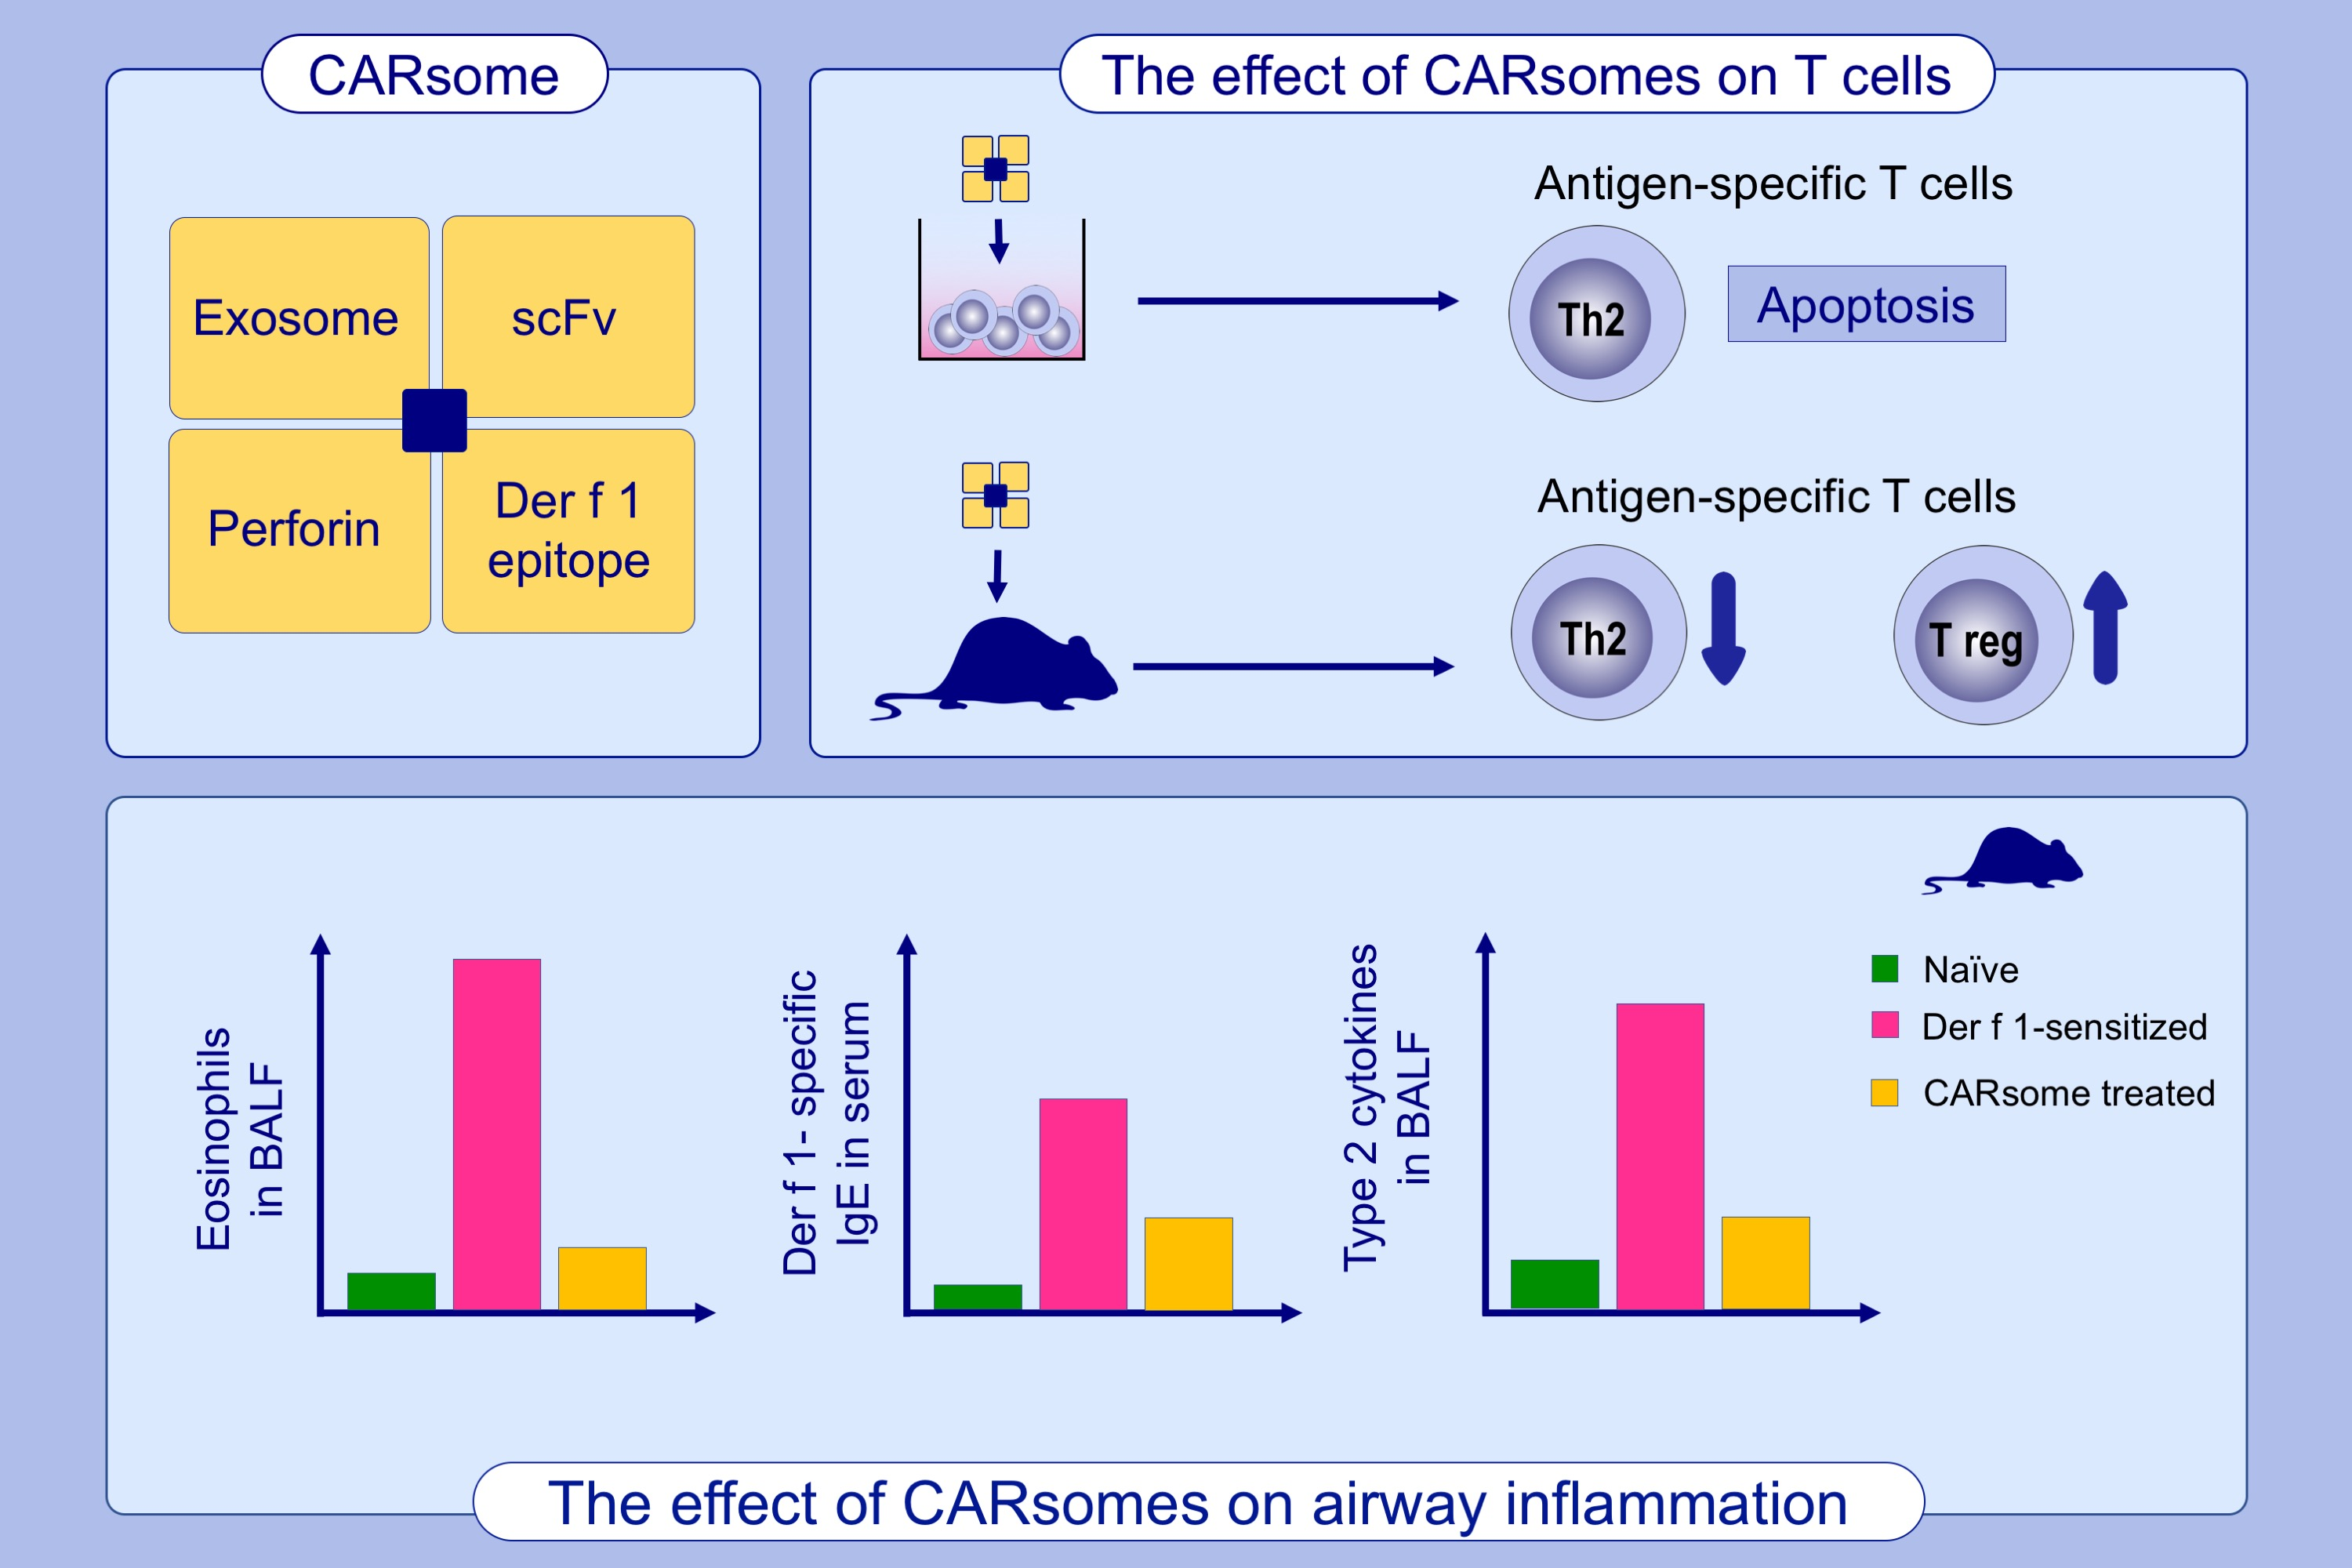 CARsome
Exosome
scFv
Perforin
Der f 1
epitope
The effect of CARsomes on T cells
Antigen-specific T cells
Th2
Apoptosis
Antigen-specific T cells
Th2
T reg
Eosinophils
in BALF
Der f 1- specific
IgE in serum
Type 2 cytokines
in BALF
Naïve
Der f 1-sensitized
CARsome treated
The effect of CARsomes on airway inflammation